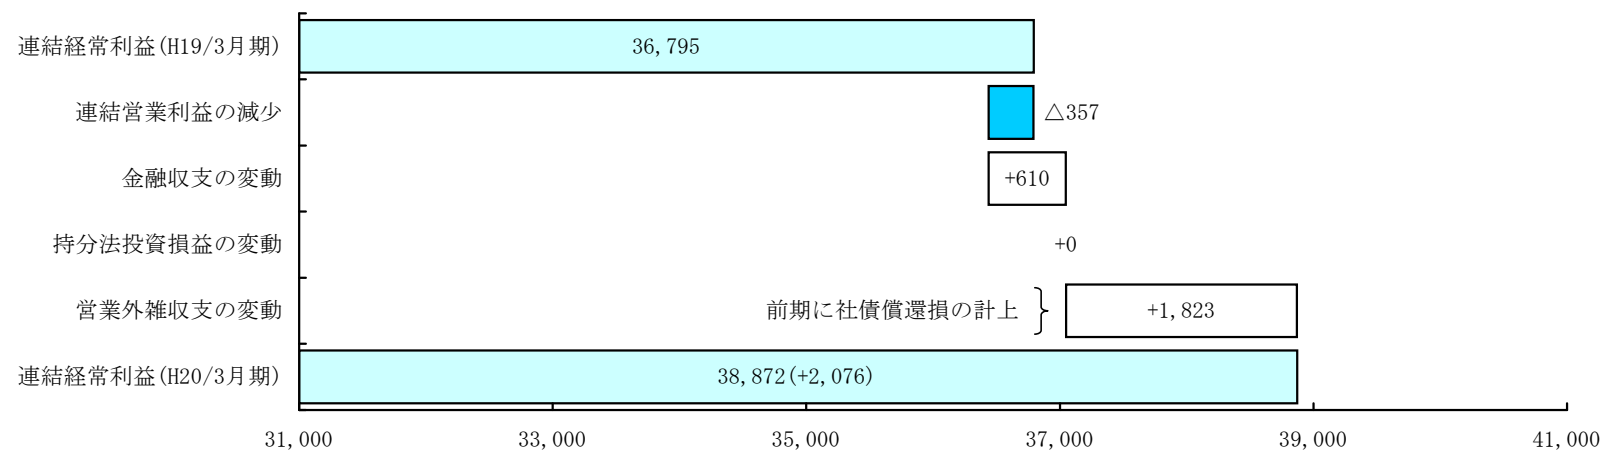 連結経常利益(H19/3月期)
36,795
連結営業利益の減少
△357
金融収支の変動
+610
持分法投資損益の変動
+0
営業外雑収支の変動
前期に社債償還損の計上
+1,823
連結経常利益(H20/3月期)
38,872(+2,076)
31,000 33,000 35,000 37,000 39,000 41,000